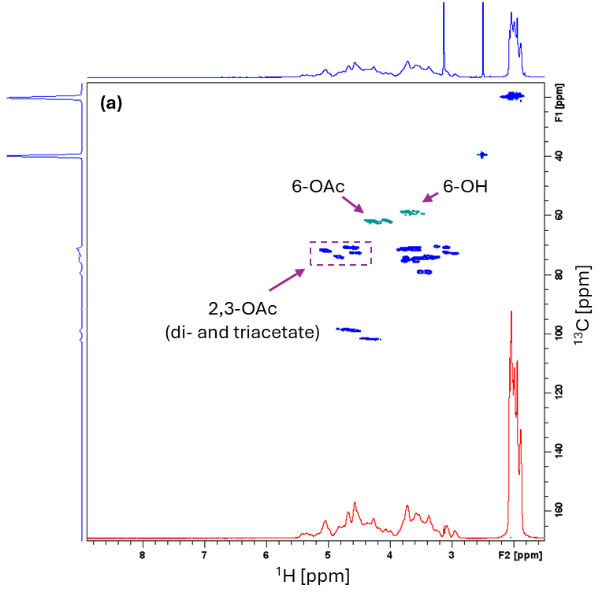 (a)
F1 [ppm]
40
6-OAc
6-OH
60
80
2,3-OAc
(di- and triacetate)
100
13C [ppm]
120
140
160
8
7
6
5
4
3
F2 [ppm]
1H [ppm]